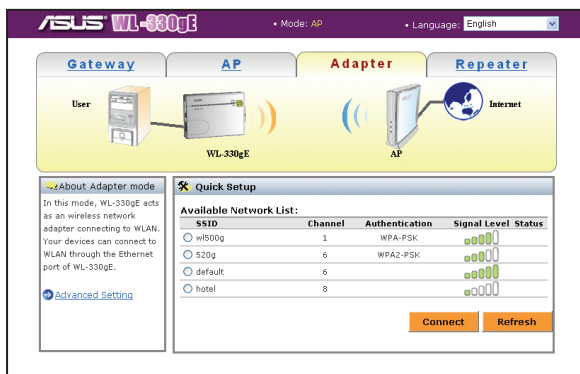 ASUS WL-330gE • Mode: AP • Language: English
Gateway AP Adapter Repeater
User Internet
WL-330gE AP
About Adapter mode
In this mode, WL-330gE acts
as an wireless network
adapter connecting to WLAN.
Your devices can connect to
WLAN through the Ethernet
port of WL-330gE.
Advanced Setting
Quick Setup
Available Network List:
SSID Channel Authentication Signal Level Status
wl500g 1 WPA-PSK
520g 6 WPA2-PSK
default 6
hotel 8
Connect Refresh